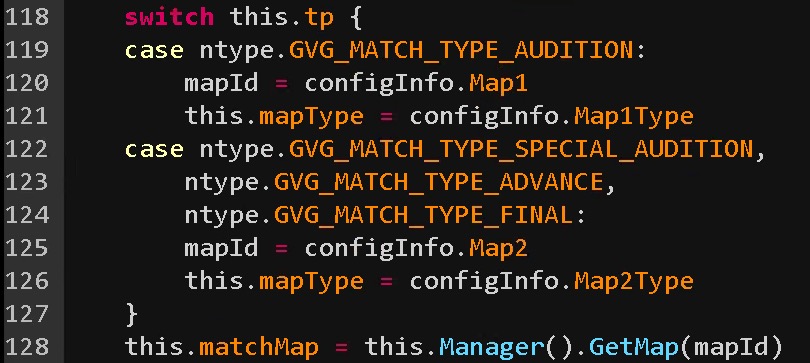 118    switch this.tp {
119    case ntype.GVG_MATCH_TYPE_AUDITION:
120        mapId = configInfo.Map1
121        this.mapType = configInfo.Map1Type
122    case ntype.GVG_MATCH_TYPE_SPECIAL_AUDITION,
123        ntype.GVG_MATCH_TYPE_ADVANCE,
124        ntype.GVG_MATCH_TYPE_FINAL:
125        mapId = configInfo.Map2
126        this.mapType = configInfo.Map2Type
127    }
128    this.matchMap = this.Manager().GetMap(mapId)